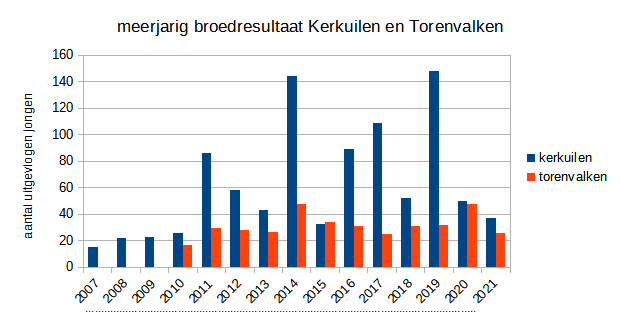 meerjarig broedresultaat Kerkuilen en Torenvalken
aantal uitgevlogen jongen
160
140
120
100
80
60
40
20
0
2007 2008 2009 2010 2011 2012 2013 2014 2015 2016 2017 2018 2019 2020 2021
kerkuilen
torenvalken